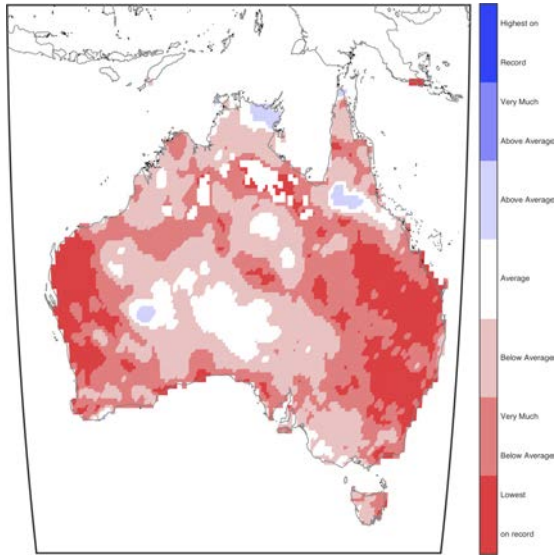 Highest on
Record
Very Much
Above Average
Above Average
Average
Below Average
Very Much
Below Average
Lowest
on record